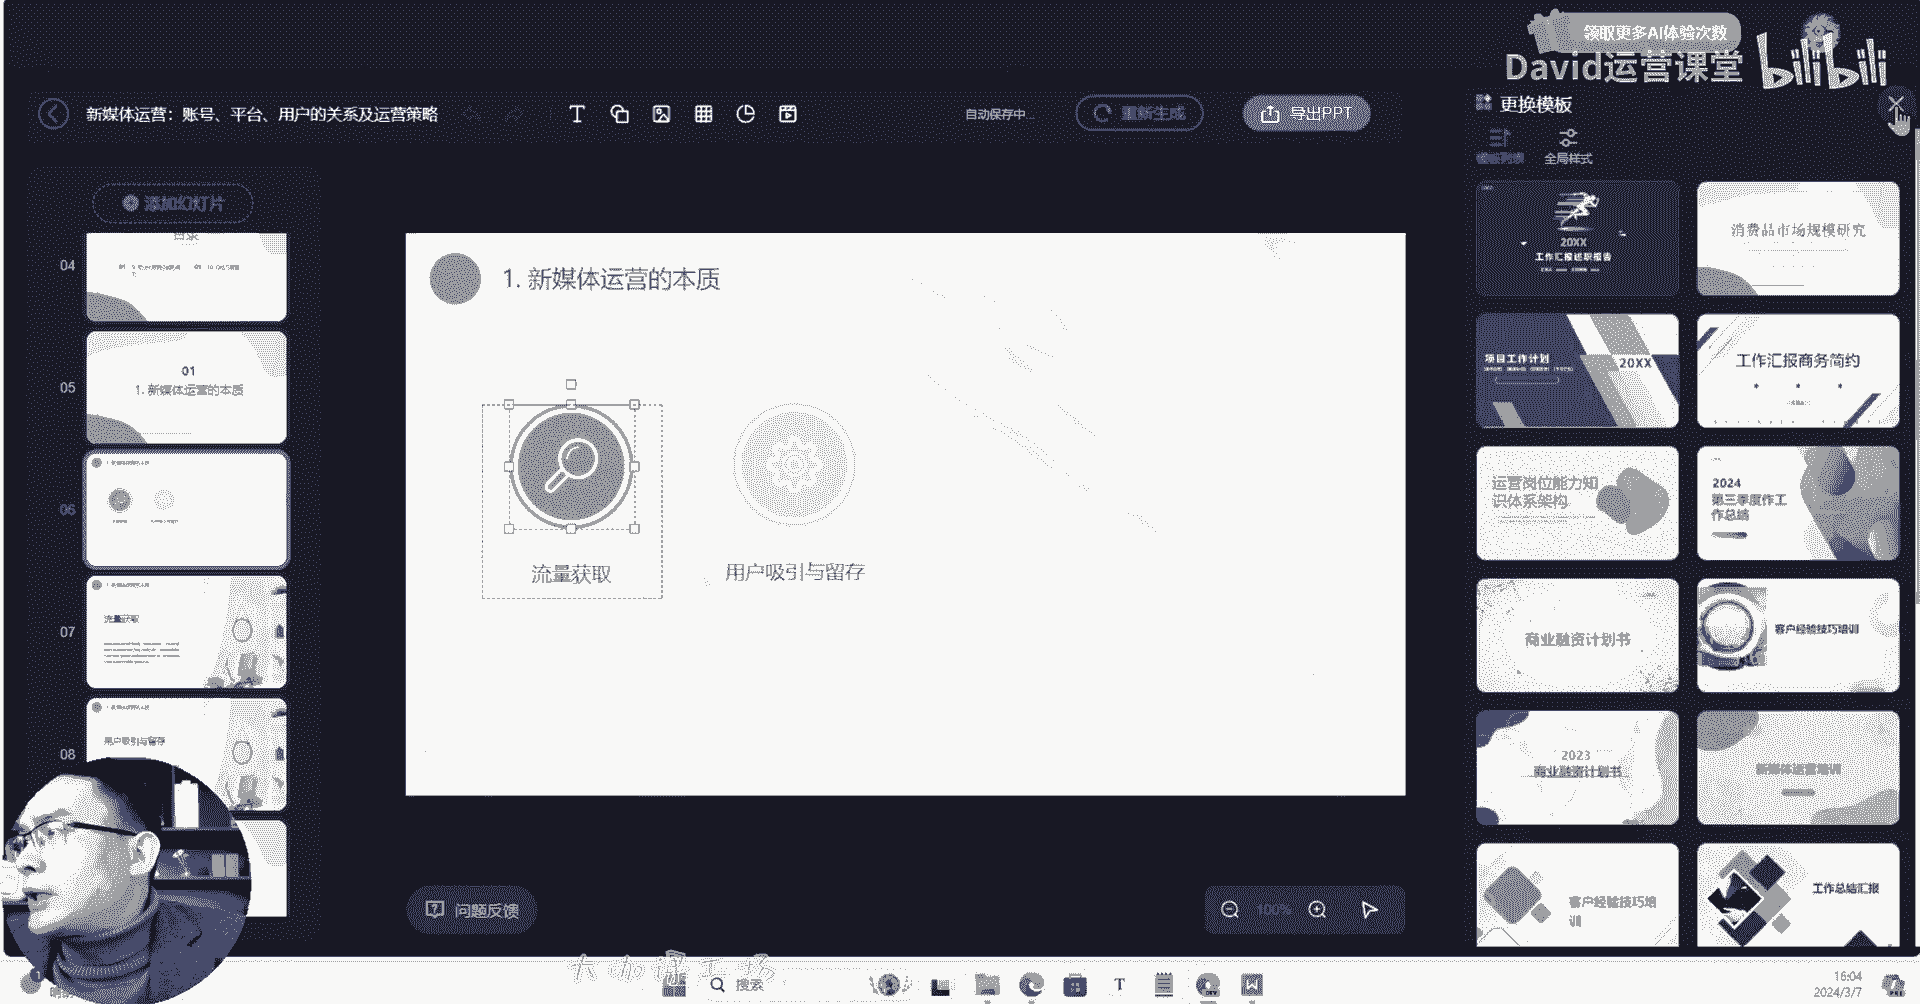 领取更多AI体验次数
David运营课堂
bilibili
新媒体运营：账号、平台、用户的关系及运营策略
自动保存中...
重新生成
导出PPT
更换模板
全局样式
添加幻灯片
04
目录
05
01
1. 新媒体运营的本质
06
07
流量获取
08
用户吸引与留存
1. 新媒体运营的本质
流量获取
用户吸引与留存
20XX
工作汇报述职报告
消费品市场规模研究
项目工作计划
20XX
工作汇报商务简约
运营岗位能力知
识体系架构
2024
第三季度作工
作总结
商业融资计划书
客户经验技巧培训
2023
商业融资计划书
新媒体运营培训
客户经验技巧培
训
工作总结汇报
问题反馈
100%
大咖课工场
搜索
16:04
2024/3/7